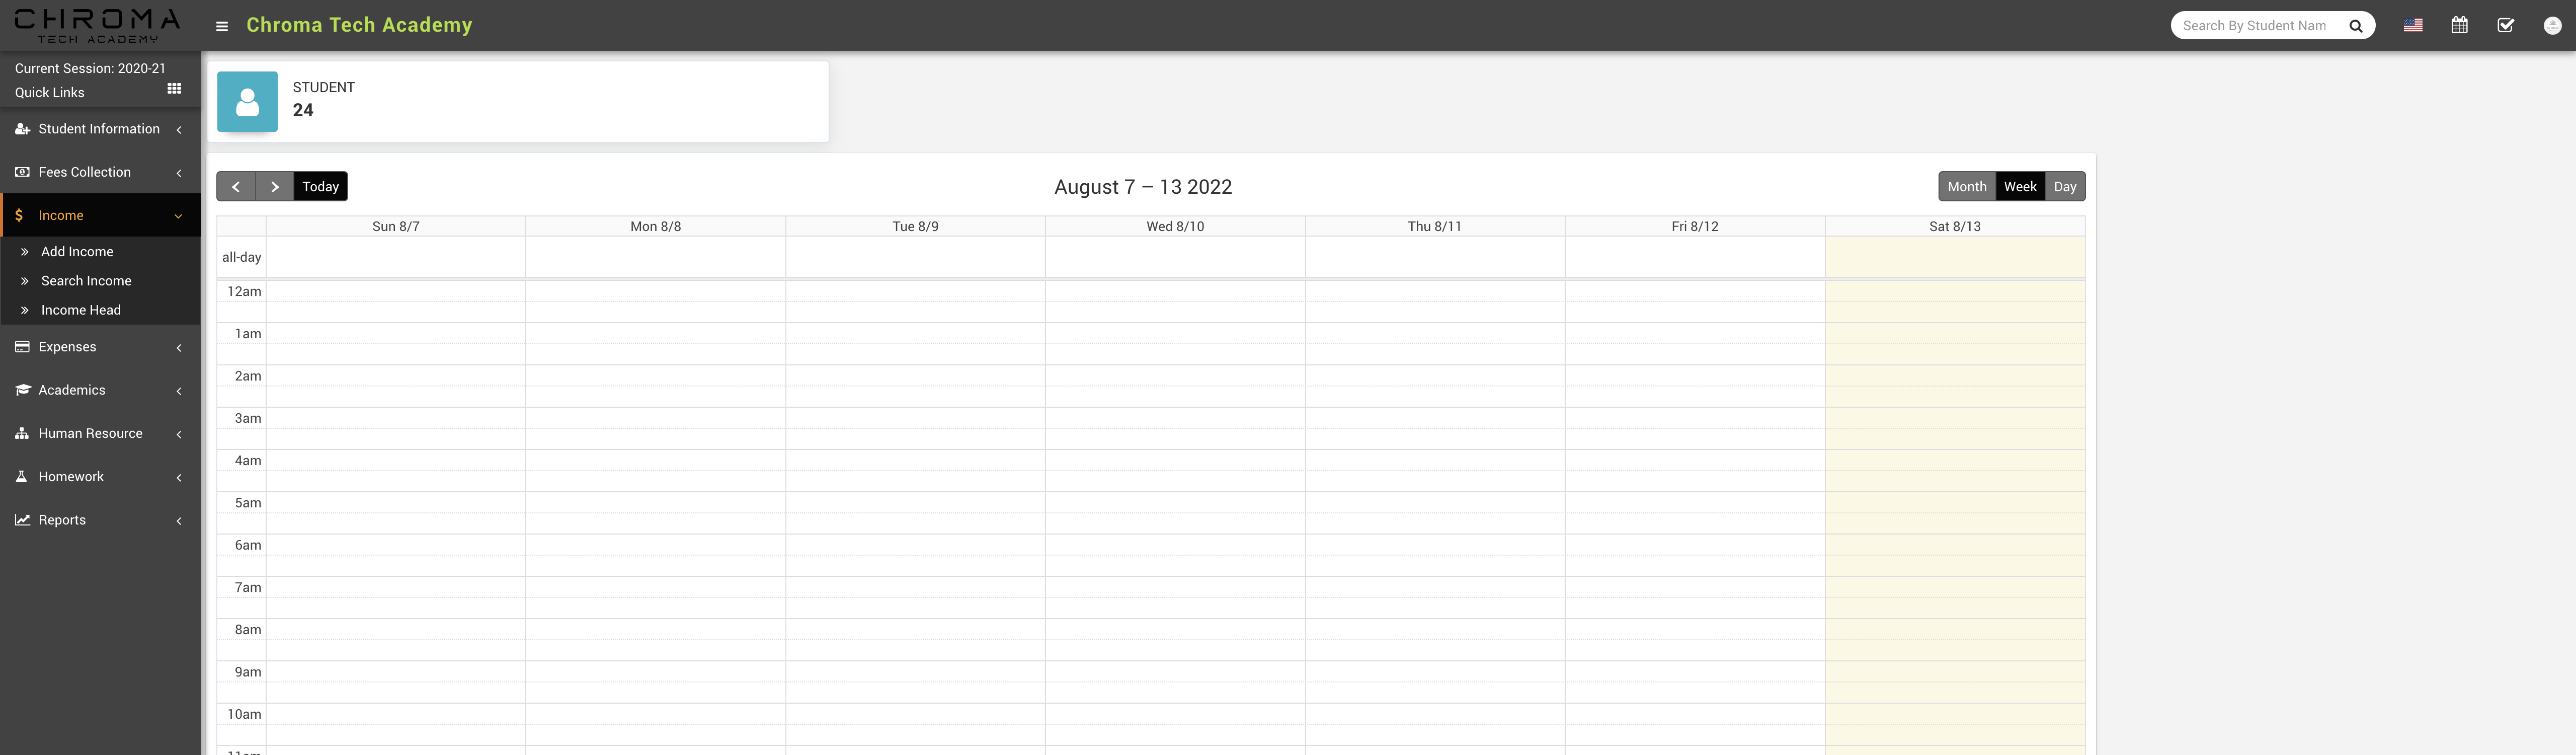 CHROMA
TECH ACADEMY
Chroma Tech Academy
Search By Student Nam
Current Session: 2020-21
Quick Links
Student Information
Fees Collection
Income
Add Income
Search Income
Income Head
Expenses
Academics
Human Resource
Homework
Reports
STUDENT
24
Today
August 7 – 13 2022
Month Week Day
Sun 8/7 Mon 8/8 Tue 8/9 Wed 8/10 Thu 8/11 Fri 8/12 Sat 8/13
all-day
12am
1am
2am
3am
4am
5am
6am
7am
8am
9am
10am